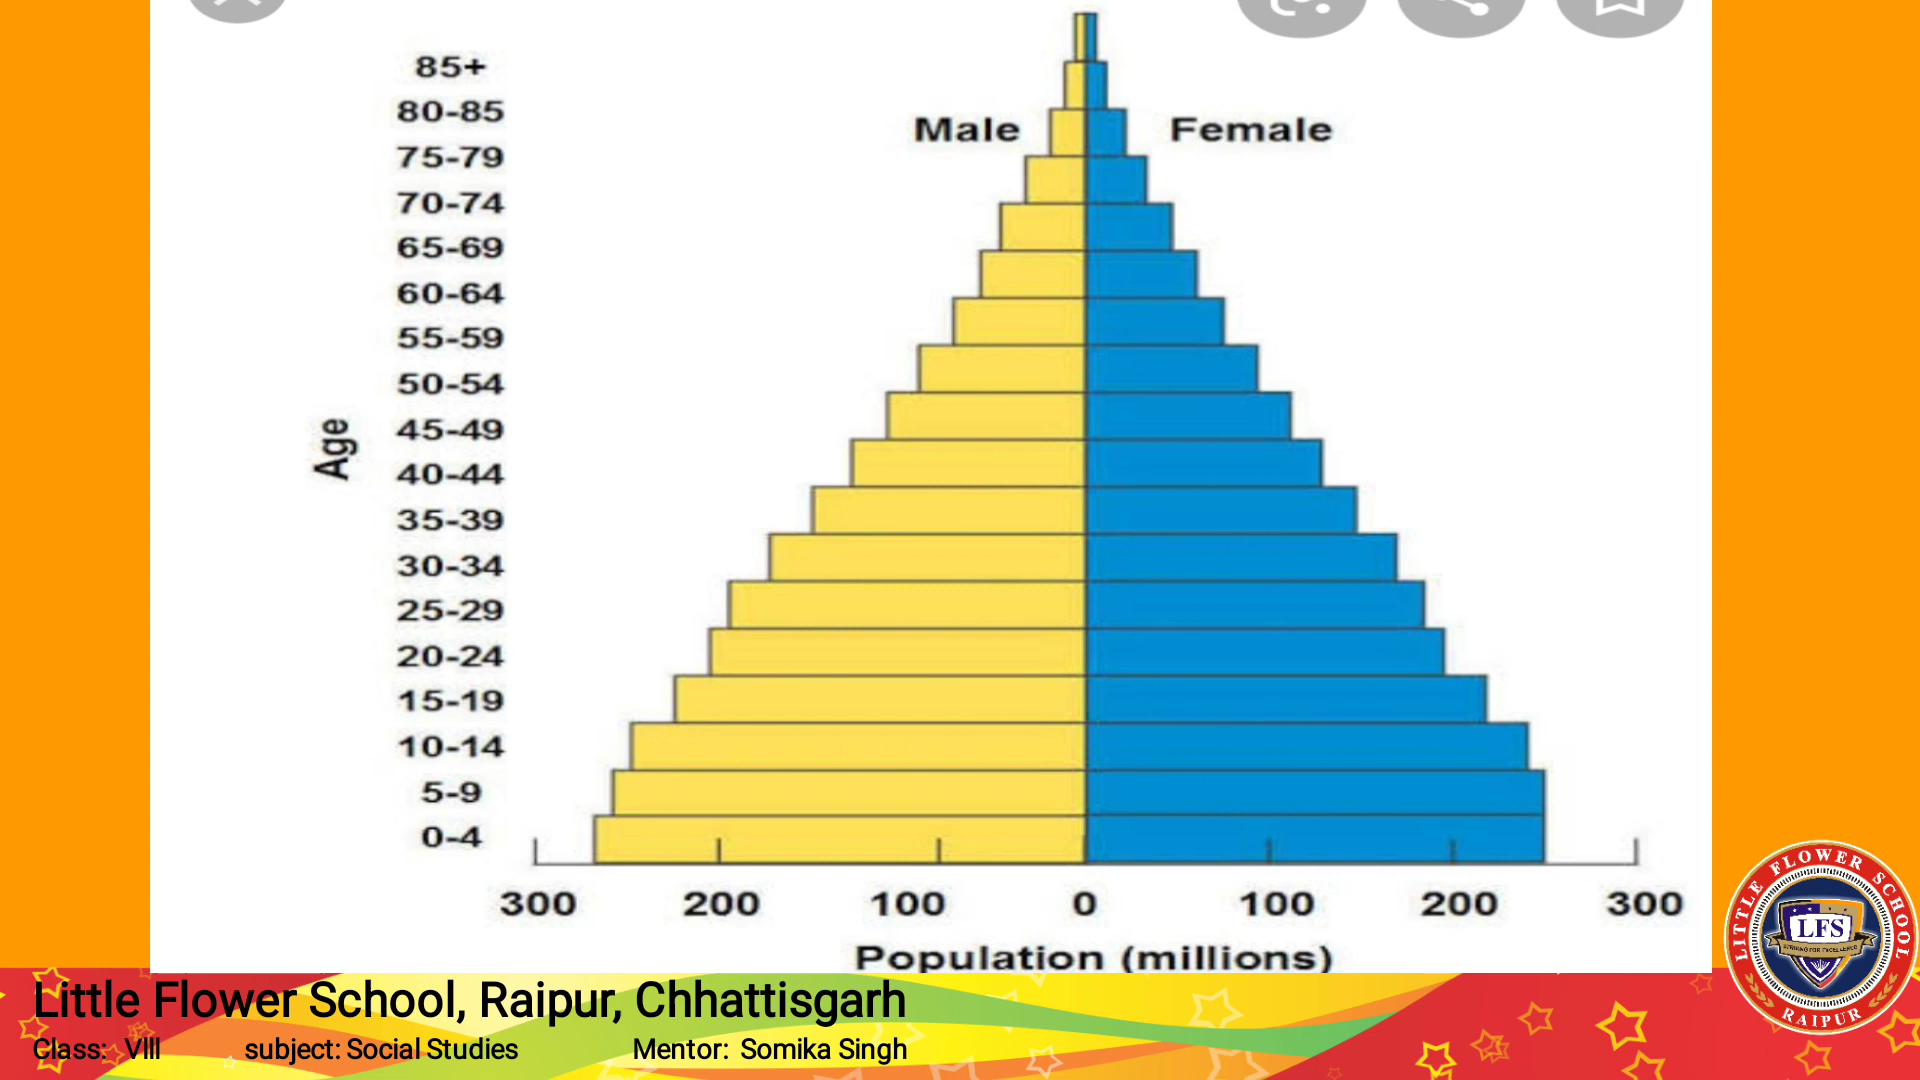 85+
80-85
Male Female
75-79
70-74
65-69
60-64
55-59
50-54
45-49
Age
40-44
35-39
30-34
25-29
20-24
15-19
10-14
5-9
0-4
300 200 100 0 100 200 300
Population (millions)
Little Flower School, Raipur, Chhattisgarh
Class: VIII subject: Social Studies Mentor: Somika Singh
LITTLE FLOWER SCHOOL
LFS
STRIVING FOR EXCELLENCE
RAIPUR